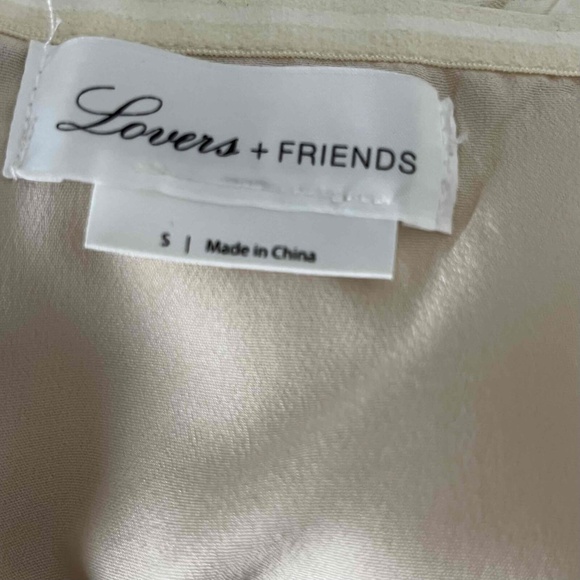 Lovers + FRIENDS
S | Made in China